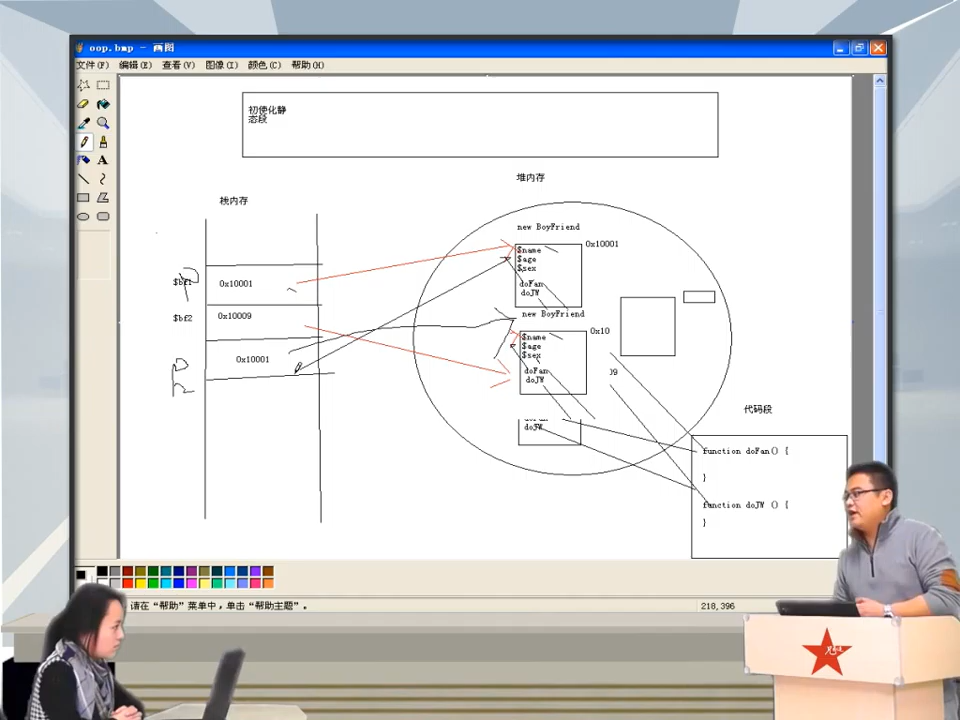 oop.bmp - 画图
文件(F) 编辑(E) 查看(V) 图像(I) 颜色(C) 帮助(H)
初使化静
态段
堆内存
栈内存
new BoyFriend
0x10001
$name
$age
$sex
doFan
doJW
$bf1
0x10001
$bf2
0x10009
new BoyFriend
0x10
$name
$age
$sex
09
doFan
doJW
0x10001
doJW
代码段
function doFan() {
}
function doJW () {
}
请在“帮助”菜单中，单击“帮助主题”。
218,396